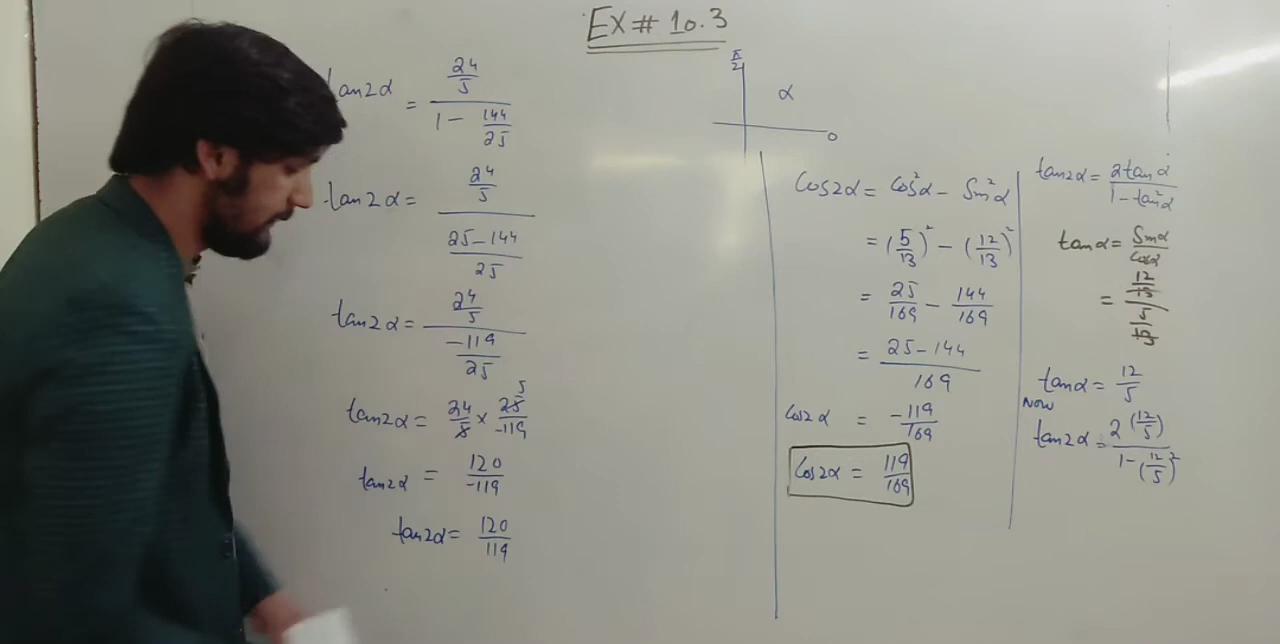 EX # 10.3
tan2α = 24/5 / 1 - 144/25
tan2α = 24/5 / 25-144/25
tan2α = 24/5 / -119/25
tan2α = 24/5 × 25/-119 5
tan2α = 120/-119
tan2α = 120/119
π/2
α
0
Cos2α = Cos²α - Sin²α
= (5/13)² - (12/13)²
= 25/169 - 144/169
= 25-144/169
Cos2α = -119/169
Cos2α = 119/169
tan2α = 2tanα/1-tan²α
tanα = Sinα/Cosα
= 12/13 / 5/13
tanα = 12/5
NOW
tan2α = 2(12/5)/1-(12/5)²